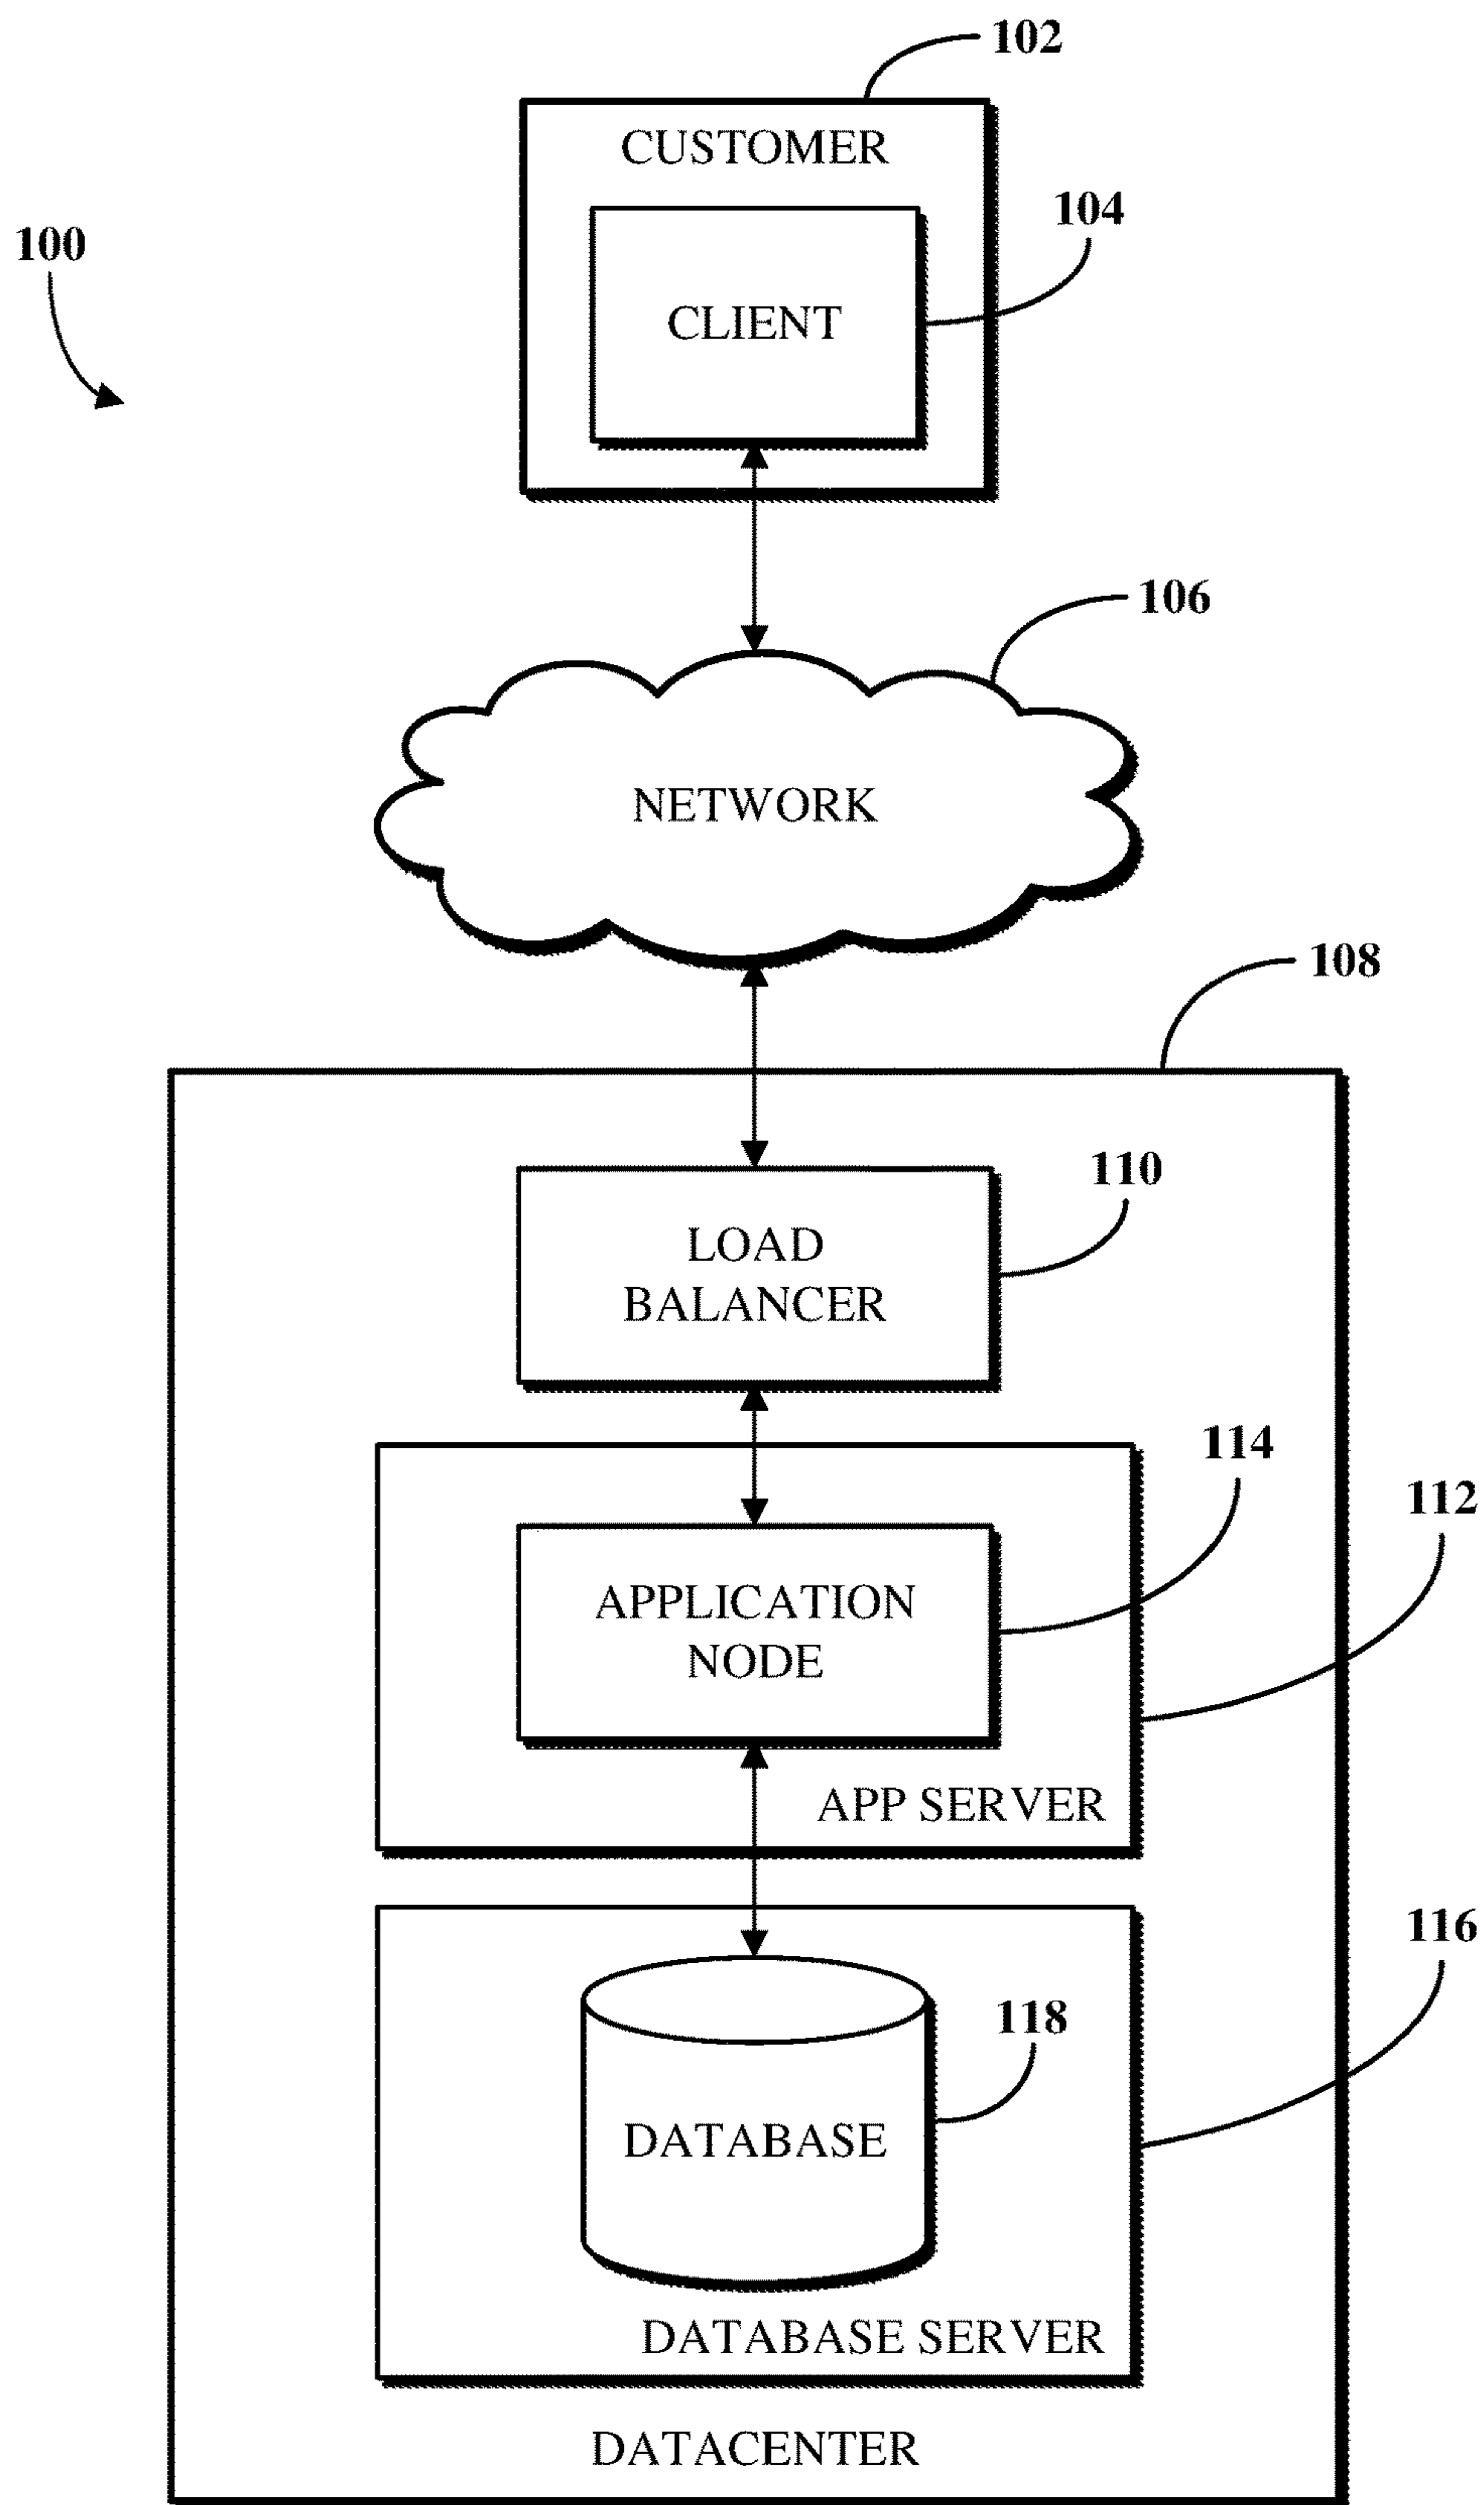 102
CUSTOMER
104
100
CLIENT
106
NETWORK
108
110
LOAD
BALANCER
114
112
APPLICATION
NODE
APP SERVER
116
118
DATABASE
DATABASE SERVER
DATACENTER